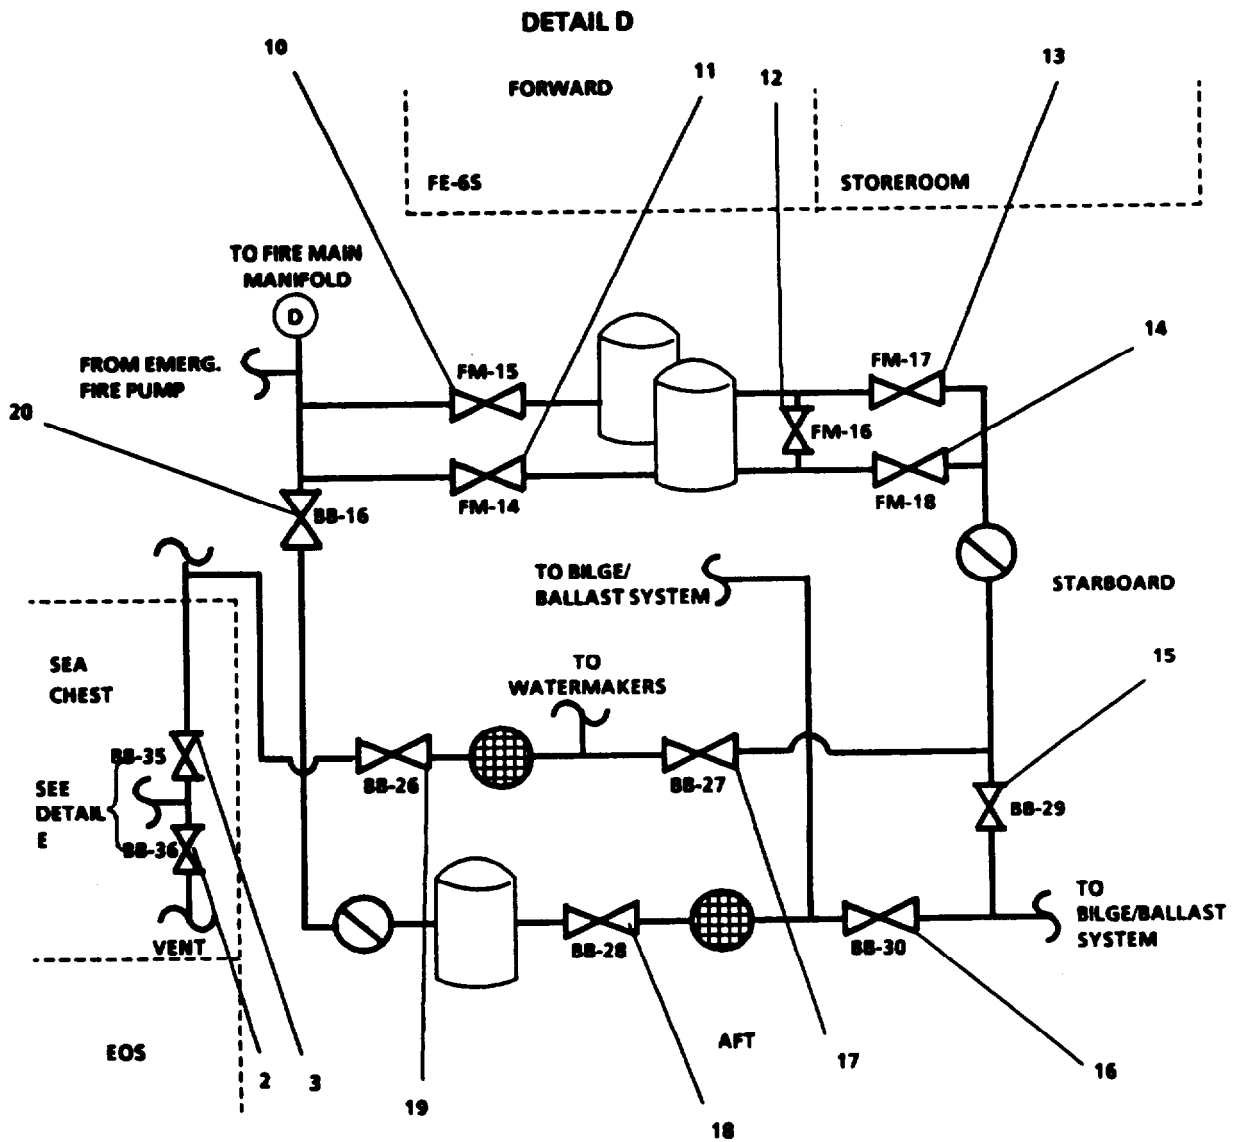 DETAIL D
10
11
12
13
FORWARD
FE-6S
STOREROOM
TO FIRE MAIN
MANIFOLD
D
14
FROM EMERG.
FIRE PUMP
FM-15
FM-17
20
FM-16
FM-14
FM-18
BB-16
TO BILGE/
BALLAST SYSTEM
STARBOARD
SEA
CHEST
TO
WATERMAKERS
15
BB-35
BB-26
BB-27
SEE
DETAIL
E
BB-29
BB-36
TO
BILGE/BALLAST
SYSTEM
VENT
BB-28
BB-30
EOS
AFT
2
3
19
18
17
16